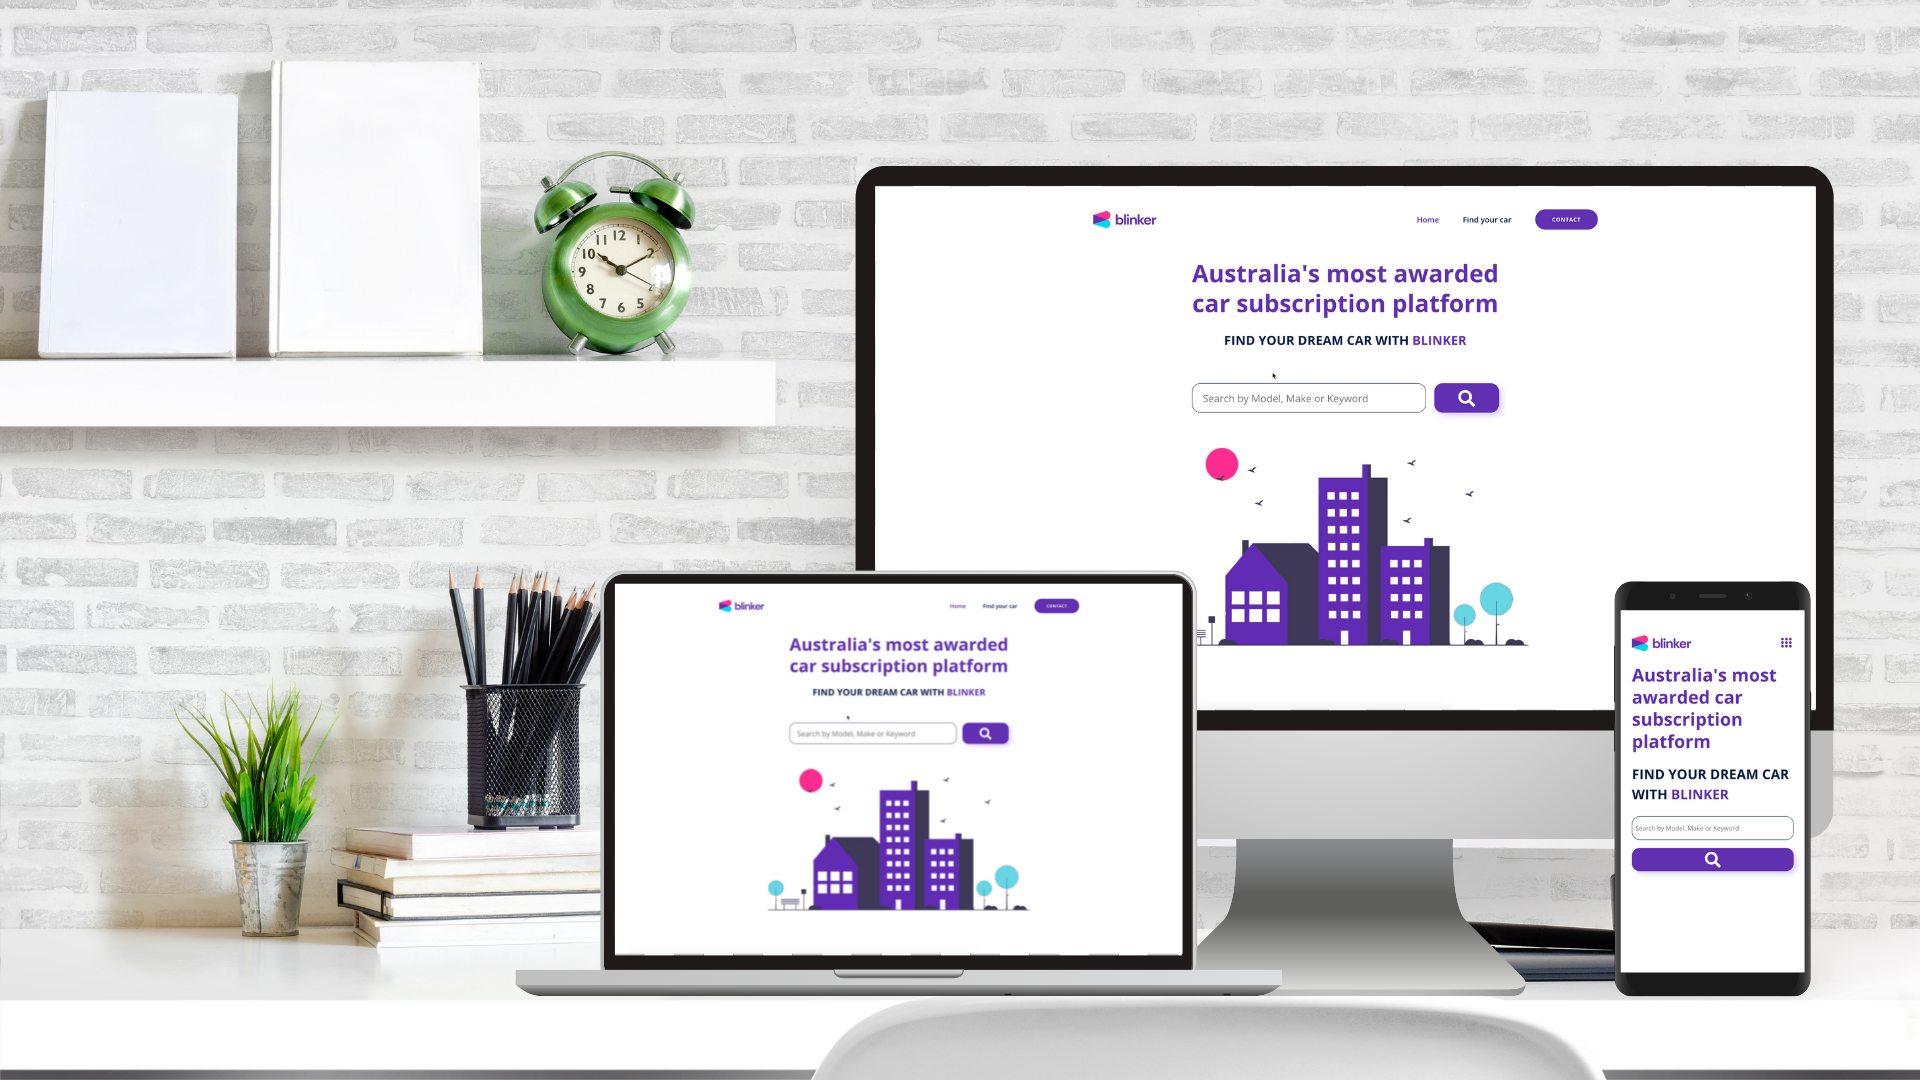 12
11
10
2
9
8
7
6
5
blinker
Home
Find your car
CONTACT
Australia's most awarded
car subscription platform
FIND YOUR DREAM CAR WITH BLINKER
Search by Model, Make or Keyword
blinker
Home
Find your car
CONTACT
Australia's most awarded
car subscription platform
FIND YOUR DREAM CAR WITH BLINKER
Search by Model, Make or Keyword
blinker
Australia's most
awarded car
subscription
platform
FIND YOUR DREAM CAR
WITH BLINKER
Search by Model, Make or Keyword